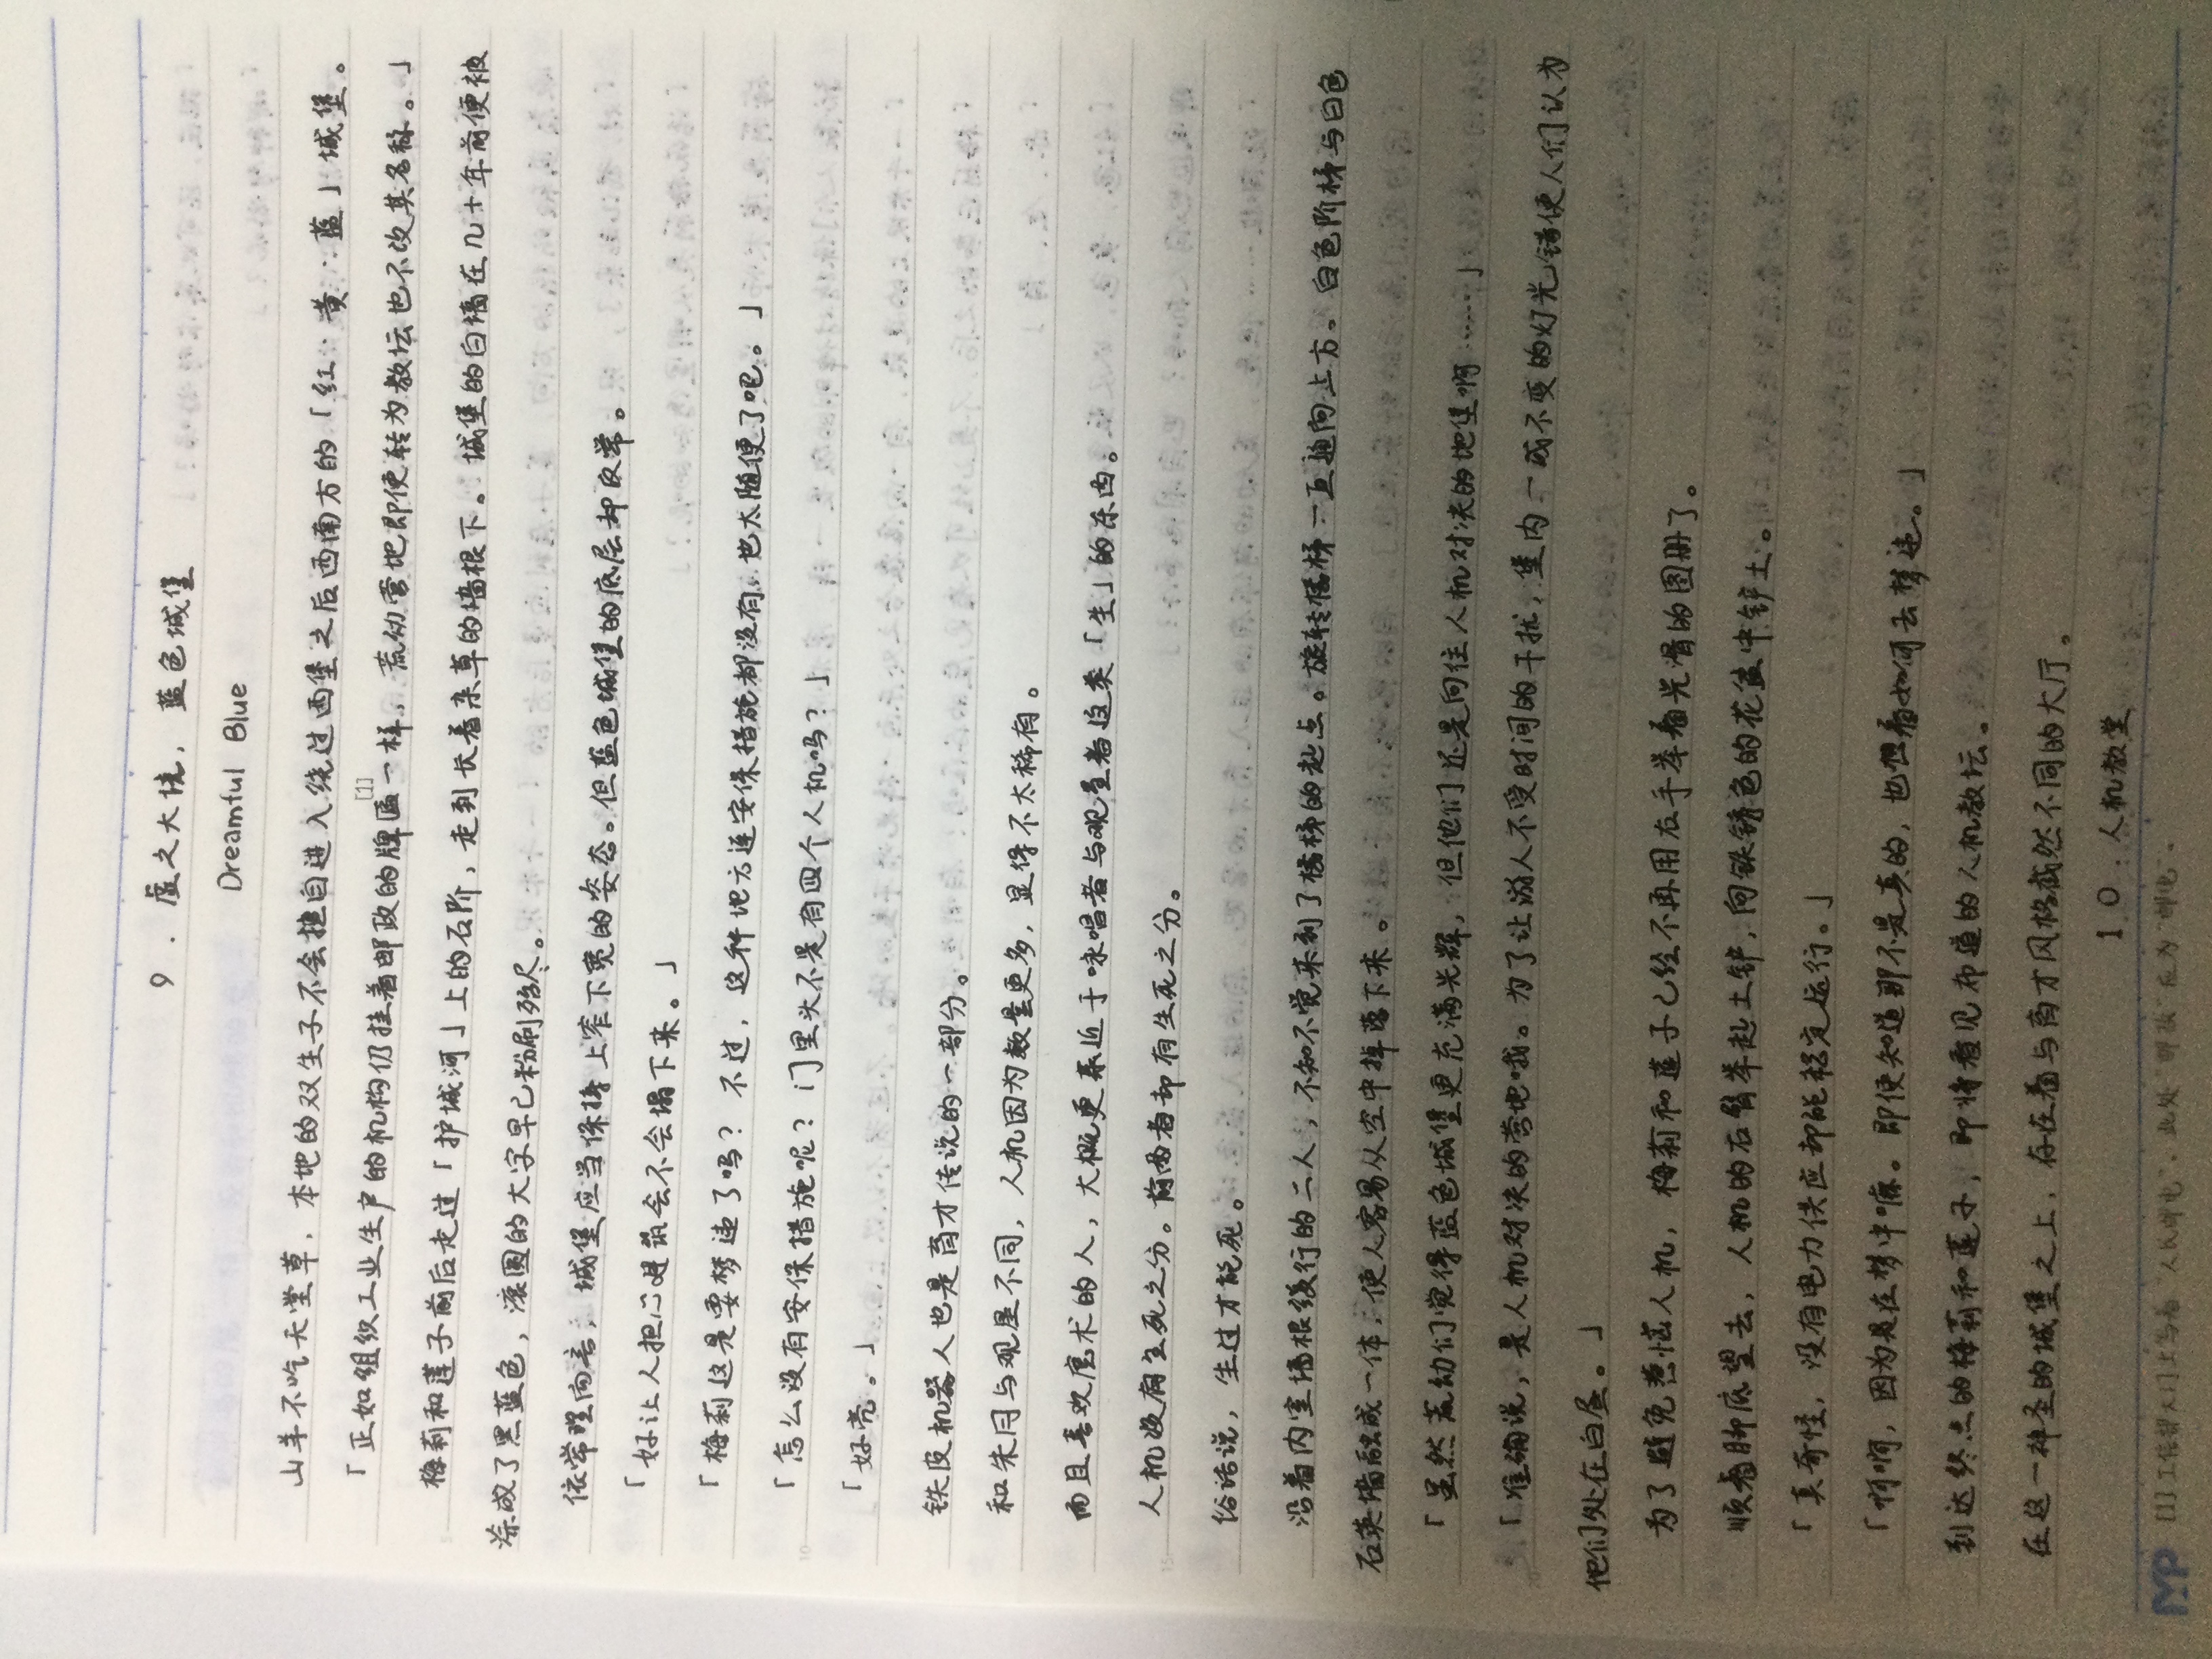 9．虚之大境，蓝色城堡
Dreamful Blue
山羊不吃天堂草，本地的双生子不会擅自进入绕过西堡之后西南方的「红·黄·蓝」城堡。
「正如组织工业生产的机构仍挂着邮政的牌匾[1]一样，荒幼营地即便转为教坛也不改其名称。」
梅莉和莲子前后走过「护城河」上的石阶，走到长着杂草的墙根下。城堡的白墙在几十年前便被
涂成了黑蓝色，滚圆的大字早已粉刷殆尽。
依常理而言，城堡应当保持上窄下宽的姿态。但蓝色城堡的底层却反常。
「好让人担心建筑会不会塌下来。」
「梅莉这是要梦违了吗？不过，这种地方连安保措施都没有，也太随便了吧。」
「怎么没有安保措施呢？门里头不是有四个人机吗？」
「好亮。」
铁皮机器人也是育才传说的一部分。
和朱闩与观星不同，人机因为数量更多，显得不太稀有。
而且喜欢魔术的人，大概更亲近于咏唱者与观星者这类「生」的东西。
人机没有生死之分。前两者却有生死之分。
俗话说，生过才能死。
沿着内室墙根缓行的二人，不知不觉来到了楼梯的起点。旋转楼梯一直通向上方。白色阶梯与白色
石英墙融成一体，使人容易从空中掉落下来。
「虽然荒幼们觉得蓝色城堡更充满光辉，但他们还是向往人机对决的地堡啊……」
「准确说，是人机对决的营地哦。为了让游人不受时间的干扰，堡内一成不变的灯光错使人们认为
他们处在白昼。」
为了避免惹恼人机，梅莉和莲子已经不再用右手举着光滑的图册了。
顺着脚底望去，人机的右臂举起土铲，向铁锈色的花盆中铲土。
「真奇怪，没有电力供应却能稳定运行。」
「啊啊，因为是在梦中嘛。即使知道那不是真的，也想着如何去梦违。」
到达终点的梅莉和莲子，即将看见布道的人机教坛。
在这一神圣的城堡之上，存在着与育才风格截然不同的大厅。
10．人机教堂
MP [1]工信部大门上写着“人民邮电”。此处“邮政”应为“邮电”。